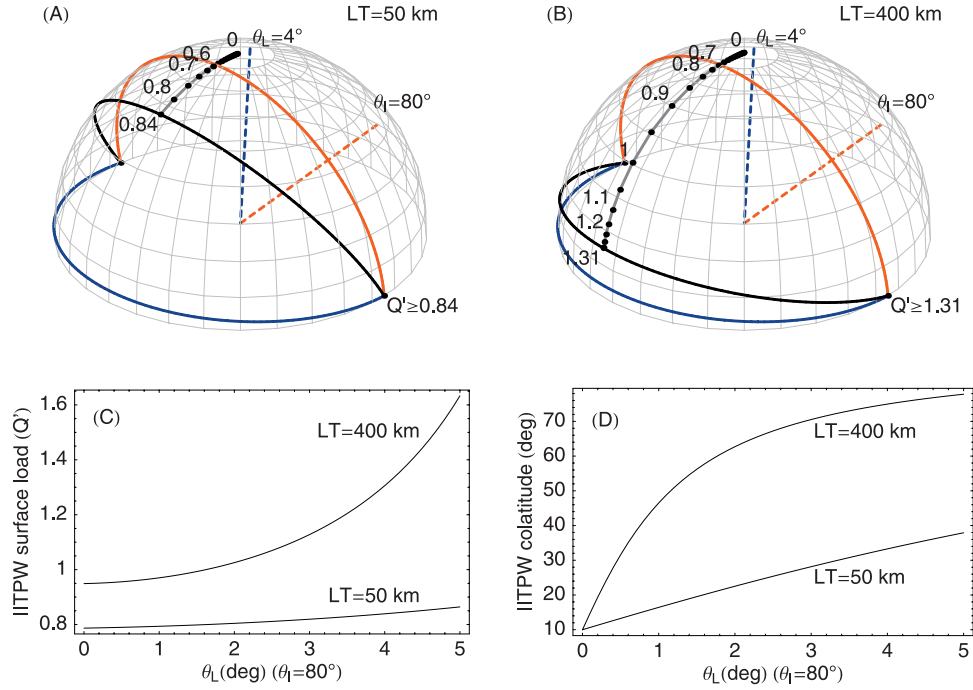 (A)
LT=50 km
0
θL=4°
0.6
0.7
0.8
0.84
θI=80°
Q'≥0.84
(B)
LT=400 km
0
θL=4°
0.7
0.8
0.9
1
1.1
1.2
1.31
θI=80°
Q'≥1.31
(C)
IITPW surface load (Q')
1.6
1.4
1.2
1
0.8
LT=400 km
LT=50 km
0 1 2 3 4 5
θL(deg) (θI=80°)
(D)
IITPW colatitude (deg)
70
60
50
40
30
20
10
LT=400 km
LT=50 km
0 1 2 3 4 5
θL(deg) (θI=80°)